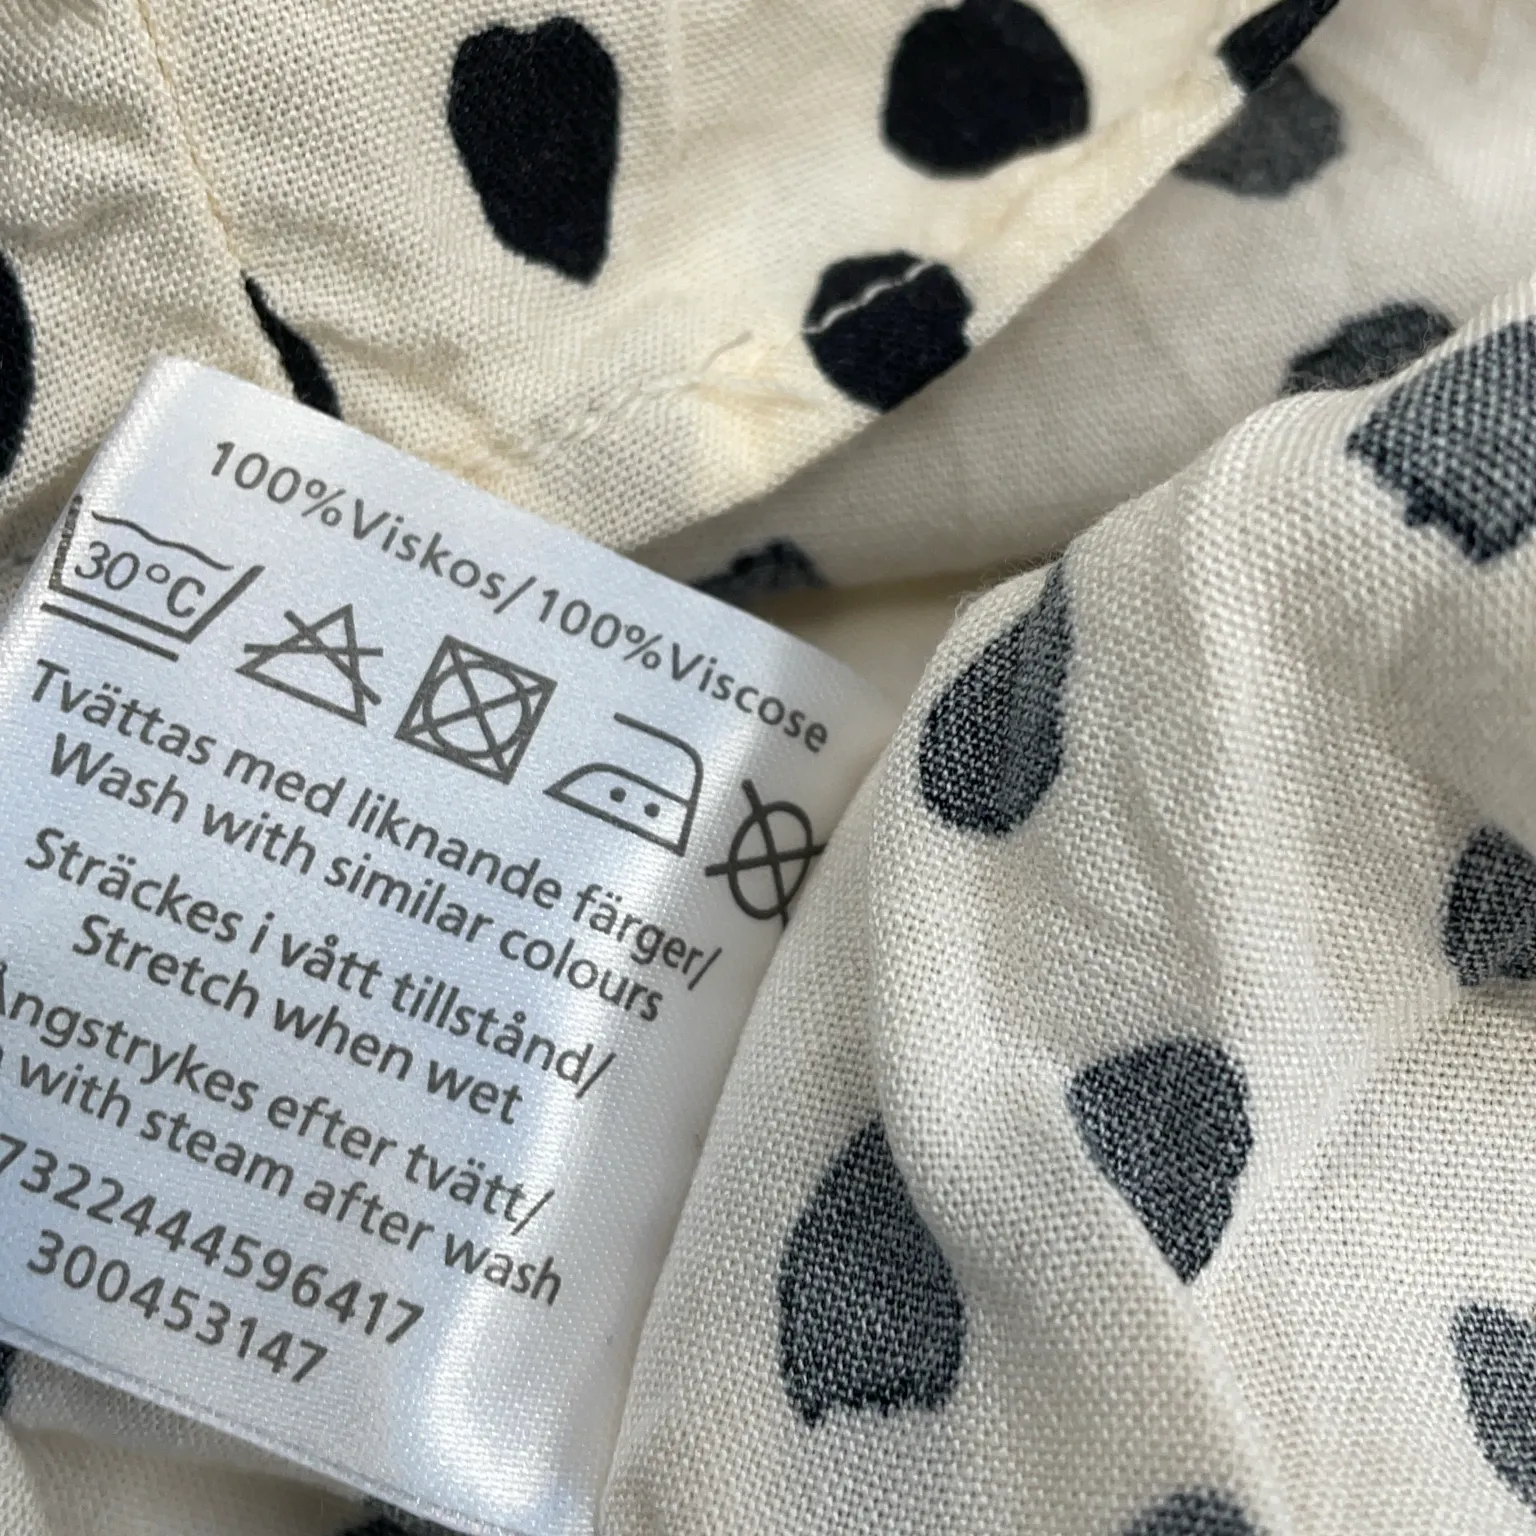 100%Viskos/100%Viscose
30°C
Tvättas med liknande färger/
Wash with similar colours
Sträckes i vått tillstånd/
Stretch when wet
Ångstrykes efter tvätt/
with steam after wash
7322444596417
300453147